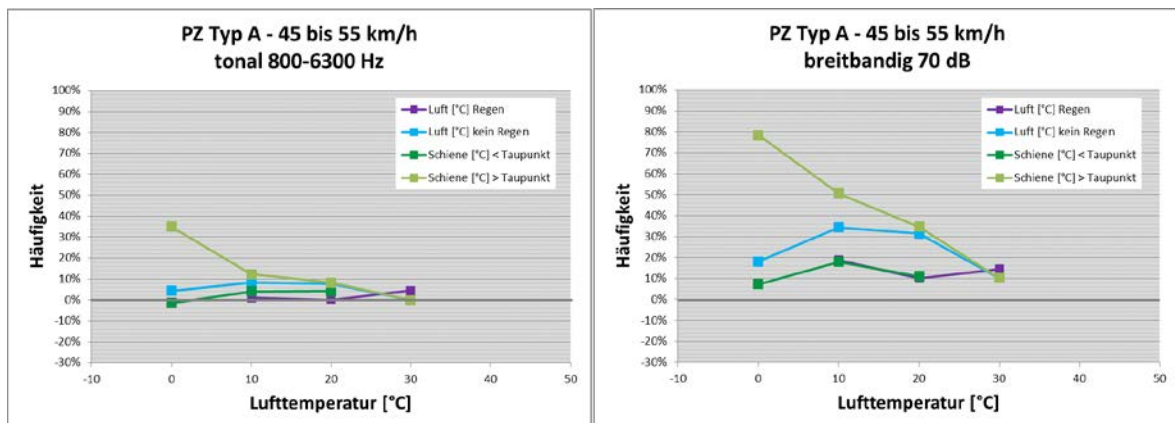 PZ Typ A - 45 bis 55 km/h
tonal 800-6300 Hz
100%
90%
80%
70%
60%
50%
40%
30%
20%
10%
0%
-10%
-20%
-30%
Häufigkeit
Luft [°C] Regen
Luft [°C] kein Regen
Schiene [°C] < Taupunkt
Schiene [°C] > Taupunkt
-10 0 10 20 30 40 50
Lufttemperatur [°C]
PZ Typ A - 45 bis 55 km/h
breitbandig 70 dB
100%
90%
80%
70%
60%
50%
40%
30%
20%
10%
0%
-10%
-20%
-30%
Häufigkeit
Luft [°C] Regen
Luft [°C] kein Regen
Schiene [°C] < Taupunkt
Schiene [°C] > Taupunkt
-10 0 10 20 30 40 50
Lufttemperatur [°C]